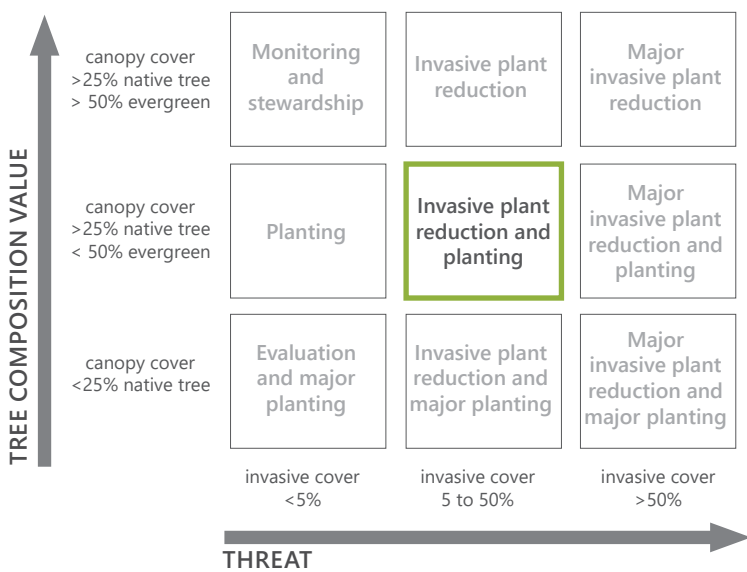 TREE COMPOSITION VALUE
canopy cover
>25% native tree
> 50% evergreen
Monitoring
and
stewardship
Invasive plant
reduction
Major
invasive plant
reduction
canopy cover
>25% native tree
< 50% evergreen
Planting
Invasive plant
reduction and
planting
Major
invasive plant
reduction and
planting
canopy cover
<25% native tree
Evaluation
and major
planting
Invasive plant
reduction and
major planting
Major
invasive plant
reduction and
major planting
invasive cover
<5%
invasive cover
5 to 50%
invasive cover
>50%
THREAT